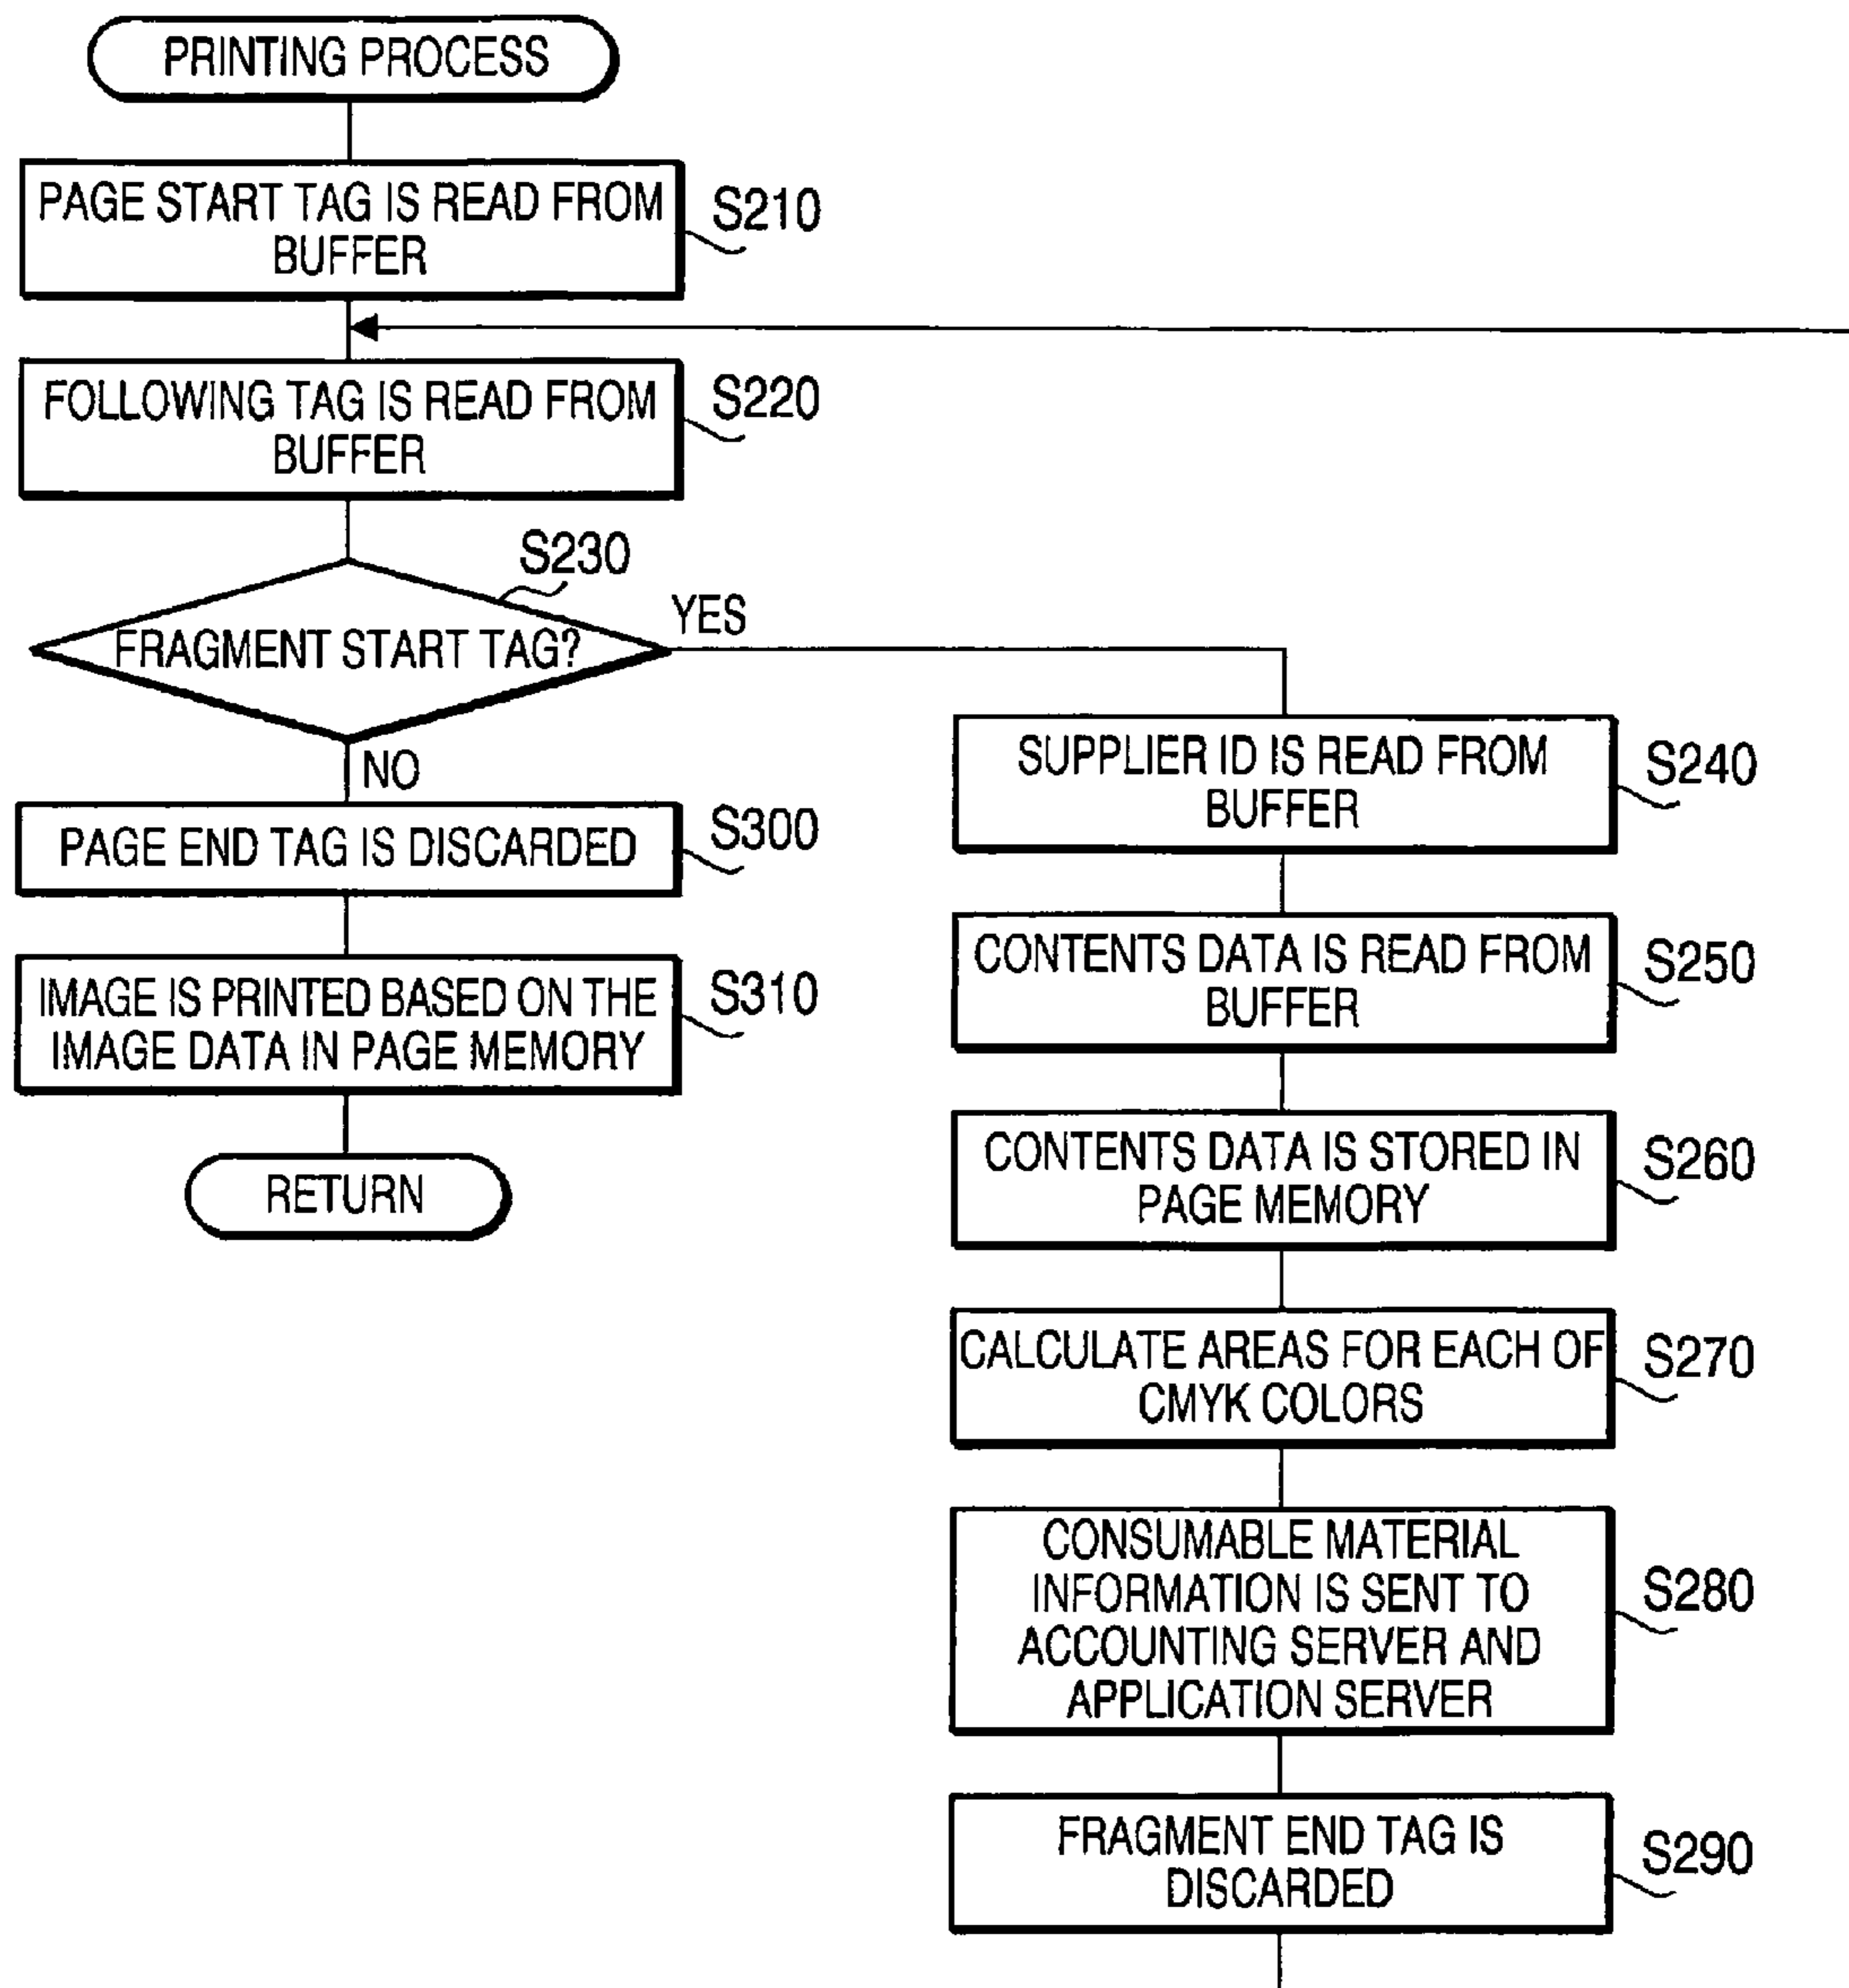 PRINTING PROCESS
PAGE START TAG IS READ FROM
BUFFER
S210
FOLLOWING TAG IS READ FROM
BUFFER
S220
S230
FRAGMENT START TAG?
YES
NO
PAGE END TAG IS DISCARDED
S300
IMAGE IS PRINTED BASED ON THE
IMAGE DATA IN PAGE MEMORY
S310
RETURN
SUPPLIER ID IS READ FROM
BUFFER
S240
CONTENTS DATA IS READ FROM
BUFFER
S250
CONTENTS DATA IS STORED IN
PAGE MEMORY
S260
CALCULATE AREAS FOR EACH OF
CMYK COLORS
S270
CONSUMABLE MATERIAL
INFORMATION IS SENT TO
ACCOUNTING SERVER AND
APPLICATION SERVER
S280
FRAGMENT END TAG IS
DISCARDED
S290